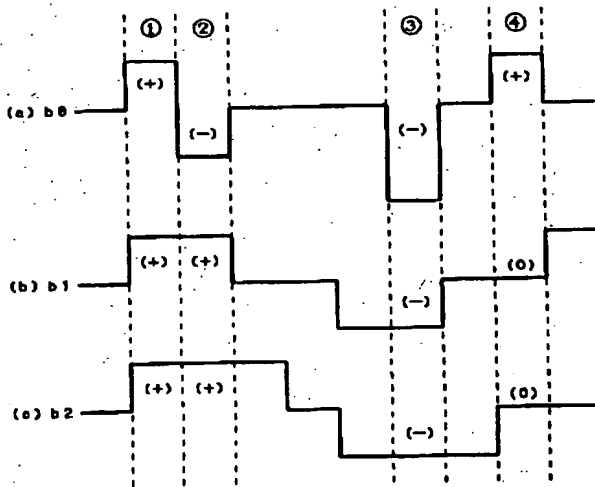 ① ② ③ ④
(+) (+)
(a) b0 (-) (-)
(0)
(b) b1 (+) (+) (-)
(0)
(c) b2 (+) (+) (-)